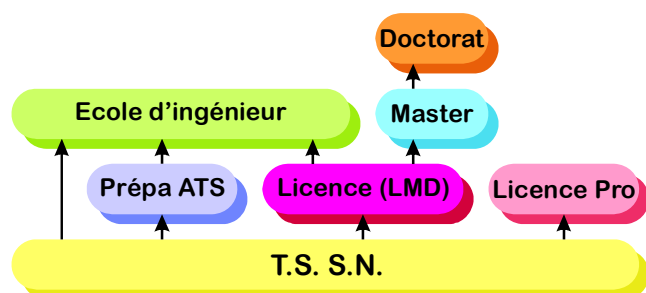 Doctorat
Ecole d'ingénieur
Master
Prépa ATS
Licence (LMD)
Licence Pro
T.S. S.N.